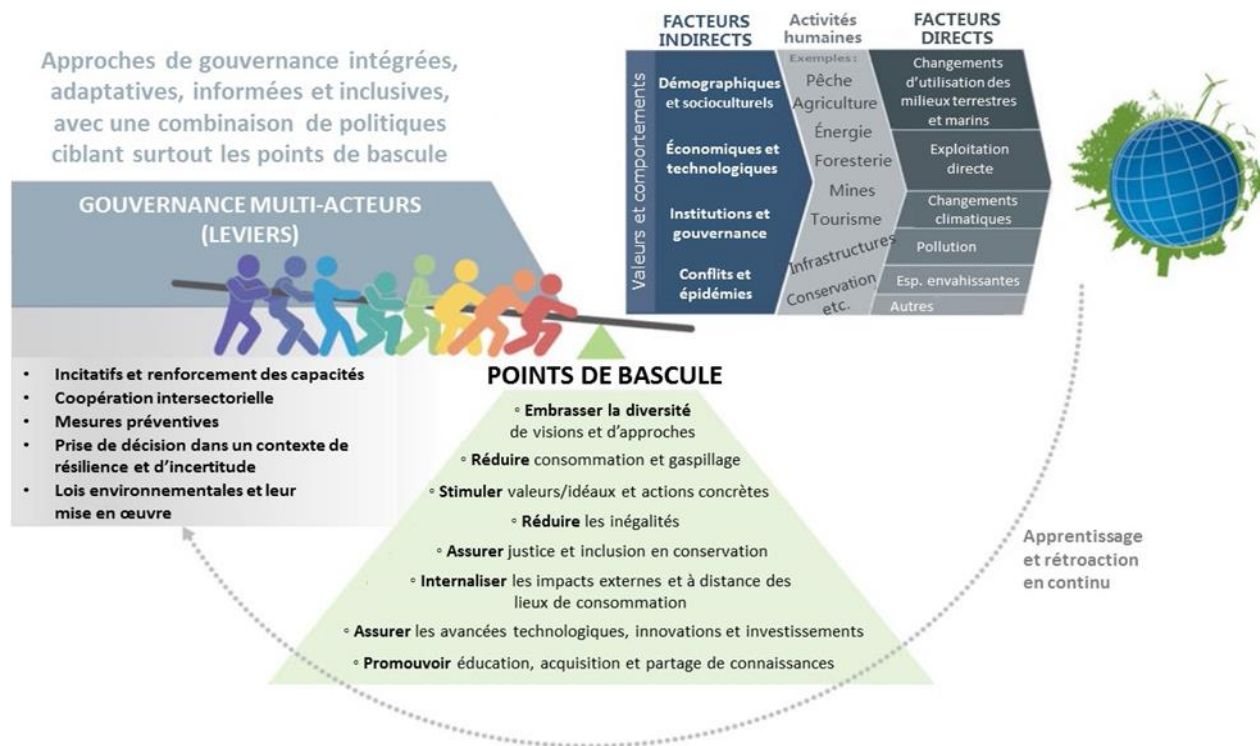 Approches de gouvernance intégrées,
adaptatives, informées et inclusives,
avec une combinaison de politiques
ciblant surtout les points de bascule
GOUVERNANCE MULTI-ACTEURS
(LEVIERS)
• Incitatifs et renforcement des capacités
• Coopération intersectorielle
• Mesures préventives
• Prise de décision dans un contexte de
résilience et d'incertitude
• Lois environnementales et leur
mise en œuvre
Valeurs et comportements
FACTEURS
INDIRECTS
Démographiques
et socioculturels
Économiques et
technologiques
Institutions et
gouvernance
Conflits et
épidémies
Activités
humaines
Exemples :
Pêche
Agriculture
Énergie
Foresterie
Mines
Tourisme
Infrastructures
Conservation
etc.
FACTEURS
DIRECTS
Changements
d'utilisation des
milieux terrestres
et marins
Exploitation
directe
Changements
climatiques
Pollution
Esp. envahissantes
Autres
POINTS DE BASCULE
◦ Embrasser la diversité
de visions et d'approches
◦ Réduire consommation et gaspillage
◦ Stimuler valeurs/idéaux et actions concrètes
◦ Réduire les inégalités
◦ Assurer justice et inclusion en conservation
◦ Internaliser les impacts externes et à distance des
lieux de consommation
◦ Assurer les avancées technologiques, innovations et investissements
◦ Promouvoir éducation, acquisition et partage de connaissances
Apprentissage
et rétroaction
en continu